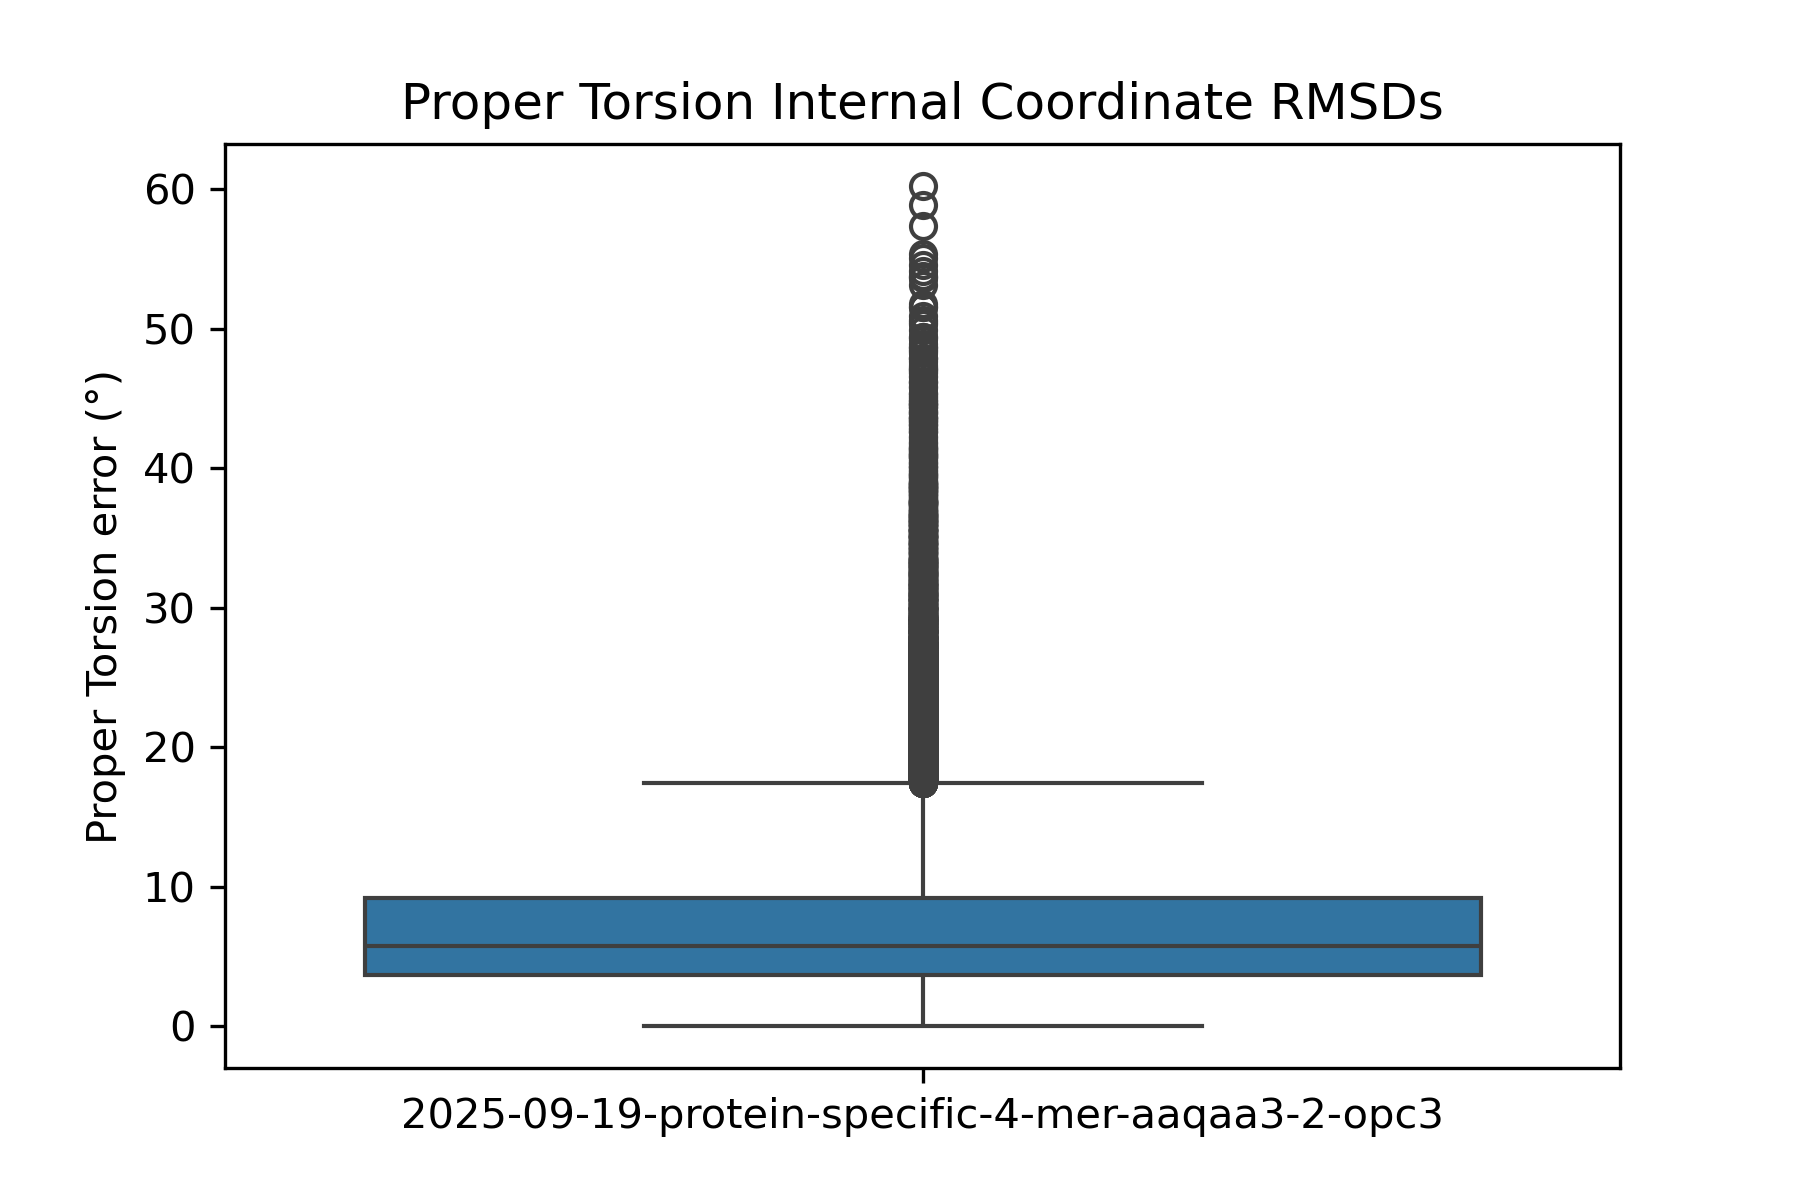 Proper Torsion Internal Coordinate RMSDs
Proper Torsion error (°)
60
50
40
30
20
10
0
2025-09-19-protein-specific-4-mer-aaqaa3-2-opc3